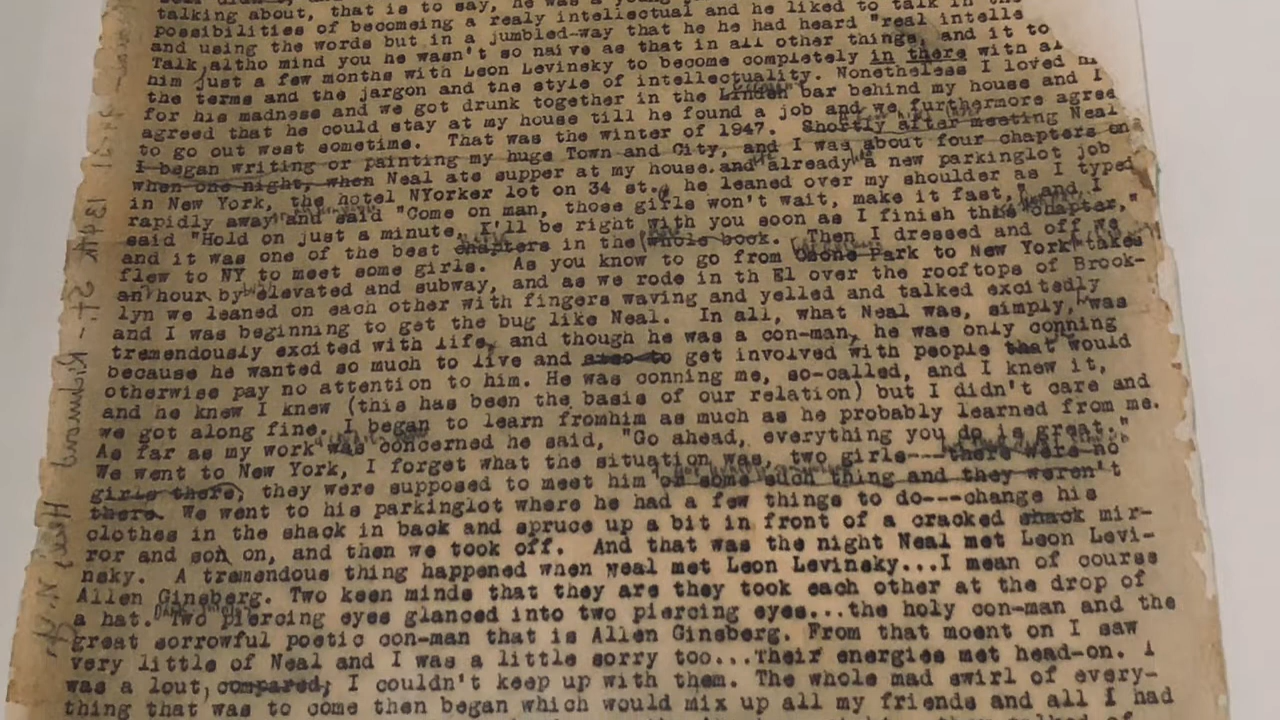 talking about, that is to say, he was a
possibilities of becomeing a realy intellectual and he liked to talk in the
and using the words but in a jumbled-way that he he had heard "real intelle
Talk,altho mind you he wasn't so naive as that in all other things, and it to
him just a few months with Leon Levinsky to become completely in there with al
the terms and the jargon and the style of intellectuality. Nonetheless I loved
for his madness and we got drunk together in the Linden bar behind my house and I
agreed that he could stay at my house till he found a job and we furthermore agree
to go out west sometime. That was the winter of 1947. Shortly after meeting Neal
I began writing or painting my huge Town and City, and I was about four chapters on
when one night, when Neal ate supper at my house.and already a new parkinglot job
in New York, the hotel NYorker lot on 34 st., he leaned over my shoulder as I typed
rapidly away and said "Come on man, those girls won't wait, make it fast," and I
said "Hold on just a minute, I'll be right with you soon as I finish this chapter,"
and it was one of the best chapters in the whole book. Then I dressed and off we
flew to NY to meet some girls. As you know to go from Ozone Park to New York takes
an hour by elevated and subway, and as we rode in th El over the rooftops of Brook-
lyn we leaned on each other with fingers waving and yelled and talked excitedly
and I was beginning to get the bug like Neal. In all, what Neal was, simply, was
tremendously excited with life, and though he was a con-man, he was only conning
because he wanted so much to live and also to get involved with people that would
otherwise pay no attention to him. He was conning me, so-called, and I knew it,
and he knew I knew (this has been the basis of our relation) but I didn't care and
we got along fine. I began to learn fromhim as much as he probably learned from me.
As far as my work was concerned he said, "Go ahead, everything you do is great."
We went to New York, I forget what the situation was, two girls---there were no
girls there, they were supposed to meet him or some such thing and they weren't
there. We went to his parkinglot where he had a few things to do---change his
clothes in the shack in back and spruce up a bit in front of a cracked shack mir-
ror and soh on, and then we took off. And that was the night Neal met Leon Levi-
nsky. A tremendous thing happened when Neal met Leon Levinsky...I mean of course
Allen Ginsberg. Two keen minds that they are they took each other at the drop of
a hat. Two piercing eyes glanced into two piercing eyes...the holy con-man and the
great sorrowful poetic con-man that is Allen Ginsberg. From that moent on I saw
very little of Neal and I was a little sorry too...Their energies met head-on. I
was a lout, compared; I couldn't keep up with them. The whole mad swirl of every-
thing that was to come then began which would mix up all my friends and all I had